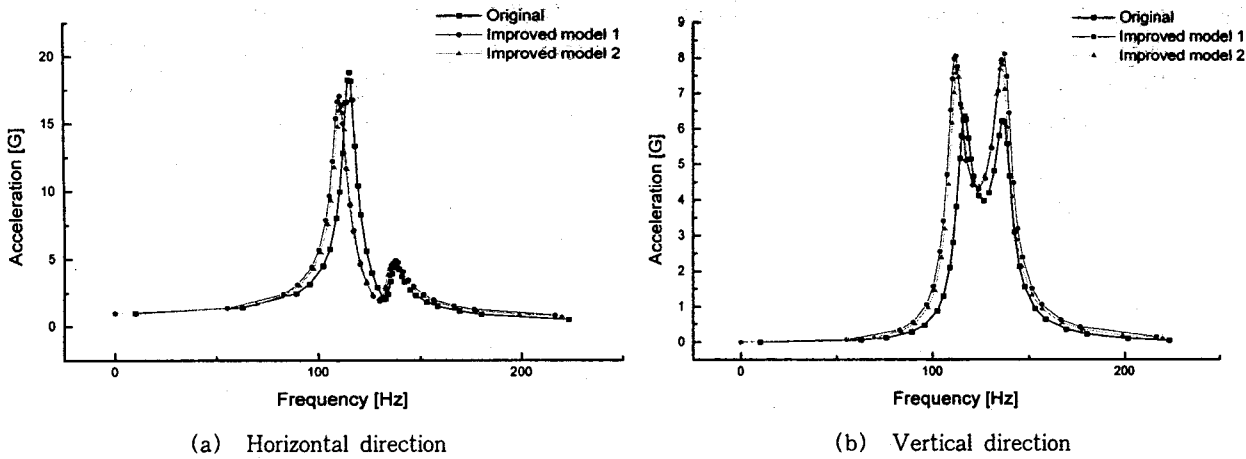 Original
Improved model 1
Improved model 2
20
15
10
5
0
Acceleration [G]
0
100
200
Frequency [Hz]
(a) Horizontal direction
Original
Improved model 1
Improved model 2
9
8
7
6
5
4
3
2
1
0
Acceleration [G]
0
100
200
Frequency [Hz]
(b) Vertical direction